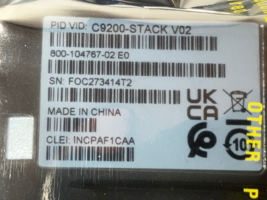 PID VID: C9200-STACK V02
800-104767-02 E0
SN: FOC273414T2
MADE IN CHINA
CLEI: INCPAF1CAA
UK
CA
10
OTHER P